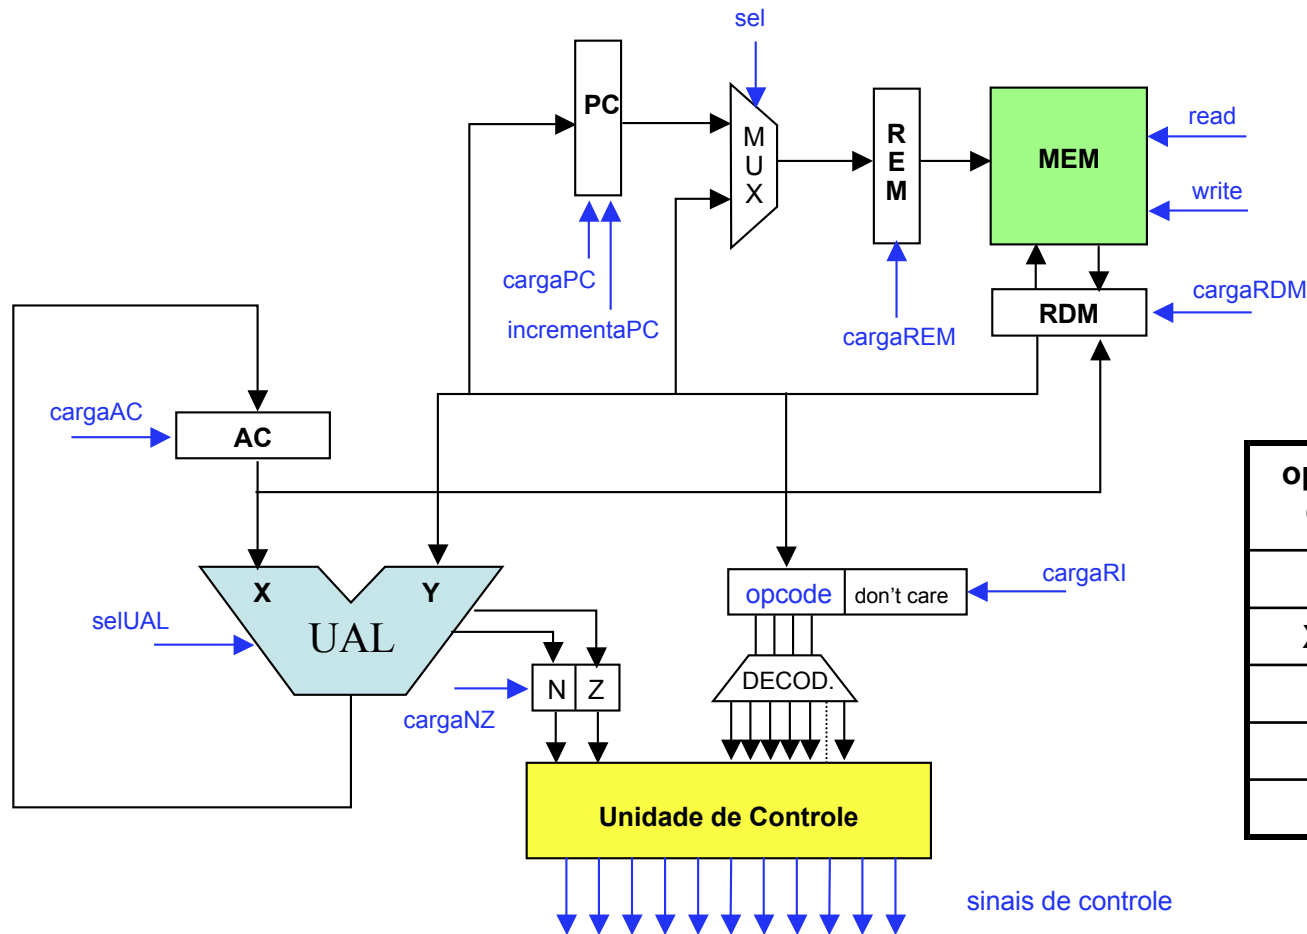 sel
PC
M
U
X
R
E
M
MEM
read
write
cargaPC
incrementaPC
cargaREM
RDM
cargaRDM
cargaAC
AC
X
Y
UAL
selUAL
opcode
don't care
cargaRI
N
Z
cargaNZ
DECOD.
Unidade de Controle
sinais de controle